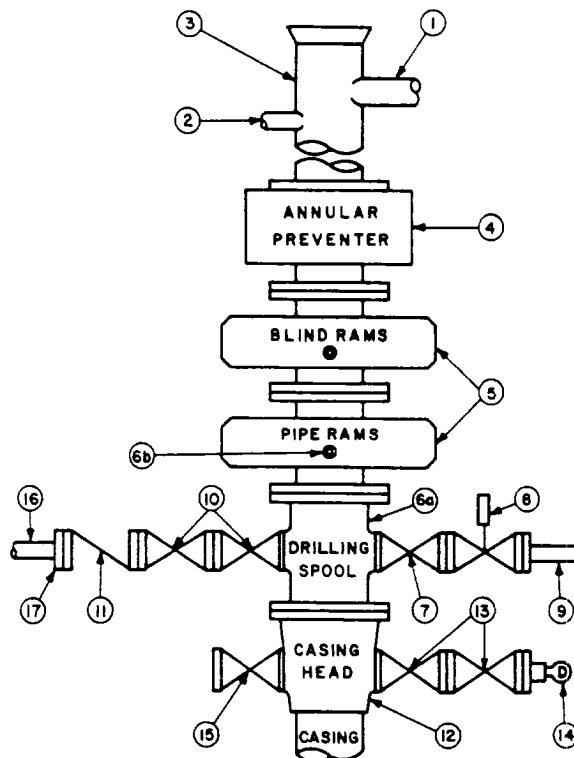 3
1
2
ANNULAR
PREVENTER
4
BLIND RAMS
5
PIPE RAMS
6b
16
10
6a
8
DRILLING
SPOOL
17
11
7
13
9
CASING
HEAD
D
15
12
14
CASING